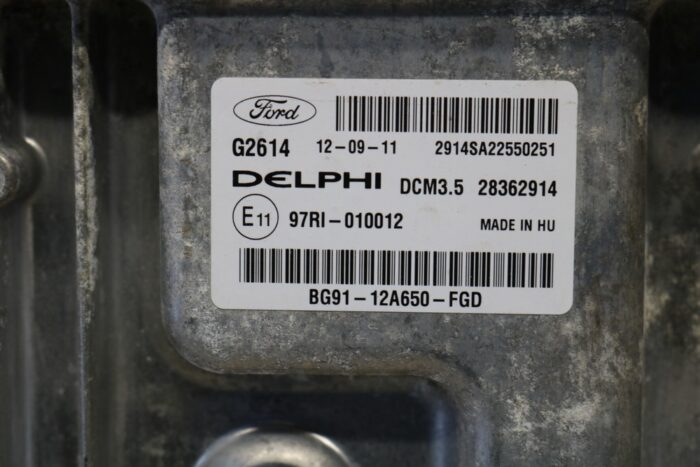 Ford
G2614 12-09-11 2914SA22550251
DELPHI DCM3.5 28362914
E11 97RI-010012 MADE IN HU
BG91-12A650-FGD